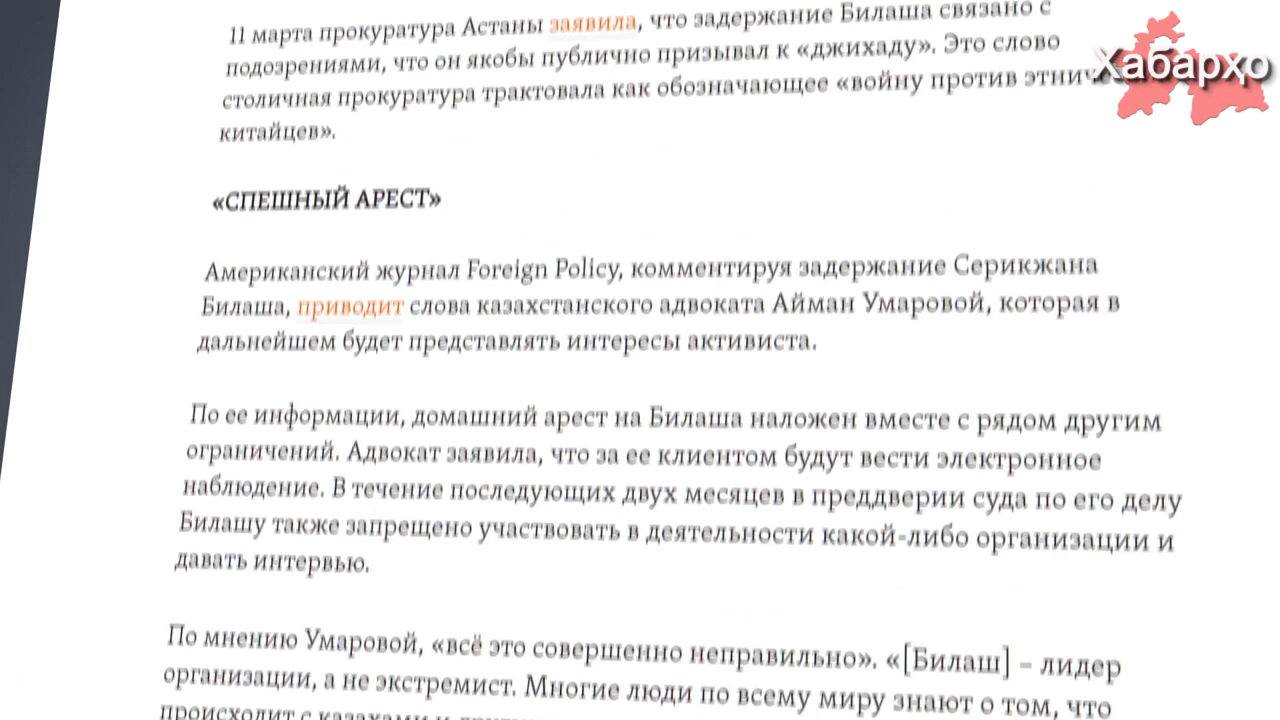 11 марта прокуратура Астаны заявила, что задержание Билаша связано с
подозрениями, что он якобы публично призывал к «джихаду». Это слово
столичная прокуратура трактовала как обозначающее «войну против
китайцев».
Хабарҳо
«СПЕШНЫЙ АРЕСТ»
Американский журнал Foreign Policy, комментируя задержание Серикжана
Билаша, приводит слова казахстанского адвоката Айман Умаровой, которая в
дальнейшем будет представлять интересы активиста.
По ее информации, домашний арест на Билаша наложен вместе с рядом другим
ограничений. Адвокат заявила, что за ее клиентом будут вести электронное
наблюдение. В течение последующих двух месяцев в преддверии суда по его делу
Билашу также запрещено участвовать в деятельности какой-либо организации и
давать интервью.
По мнению Умаровой, «всё это совершенно неправильно». «[Билаш] – лидер
организации, а не экстремист. Многие люди по всему миру знают о том, что
происходит с казахами и